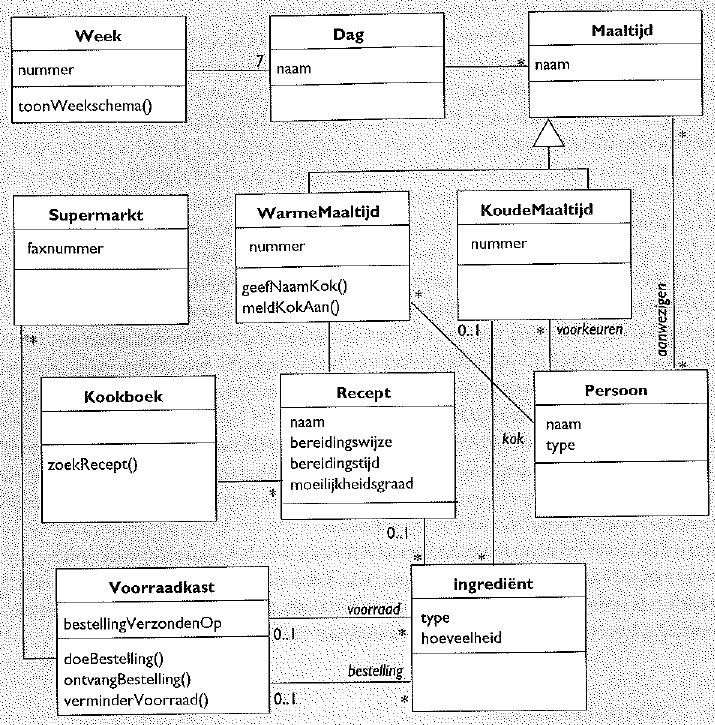 Week
nummer
toonWeekschema()
7
Dag
naam
*
Maaltijd
naam
*
Supermarkt
faxnummer
*
WarmeMaaltijd
nummer
geefNaamKok()
meldKokAan()
*
KoudeMaaltijd
nummer
0..1
*
voorkeuren
aanwezigen
*
Kookboek
zoekRecept()
*
Recept
naam
bereidingswijze
bereidingstijd
moeilijkheidsgraad
0..1
*
kok
*
Persoon
naam
type
Voorraadkast
bestellingVerzondenOp
doeBestelling()
ontvangBestelling()
verminderVoorraad()
voorraad
0..1
*
bestelling
0..1
*
ingrediënt
type
hoeveelheid